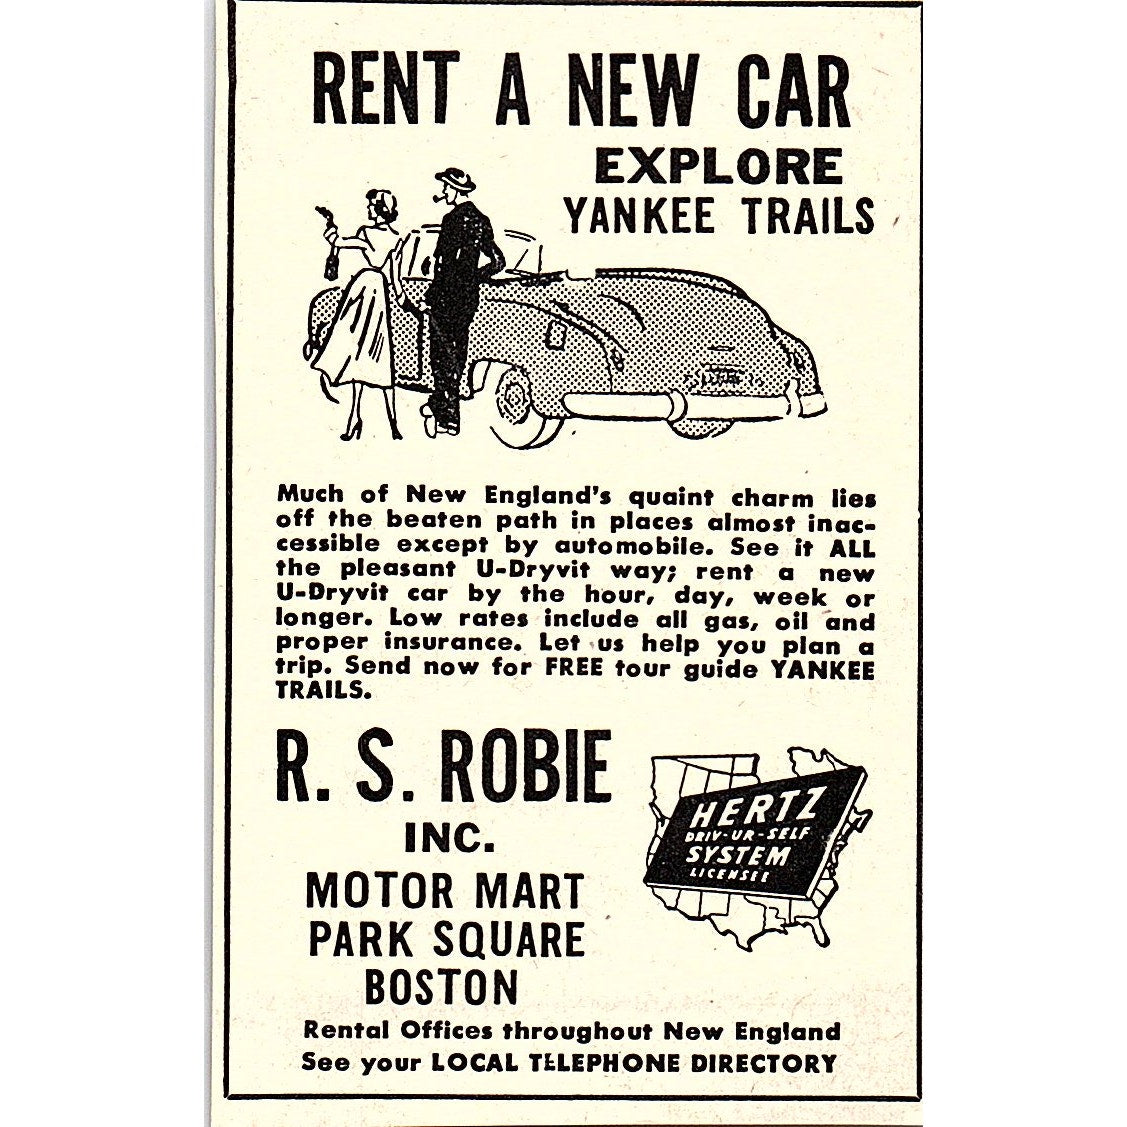 RENT A NEW CAR
EXPLORE
YANKEE TRAILS
Much of New England's quaint charm lies
off the beaten path in places almost inac-
cessible except by automobile. See it ALL
the pleasant U-Dryvit way; rent a new
U-Dryvit car by the hour, day, week or
longer. Low rates include all gas, oil and
proper insurance. Let us help you plan a
trip. Send now for FREE tour guide YANKEE
TRAILS.
R. S. ROBIE
INC.
MOTOR MART
PARK SQUARE
BOSTON
HERTZ
DRIV-UR-SELF
SYSTEM
LICENSEE
Rental Offices throughout New England
See your LOCAL TELEPHONE DIRECTORY